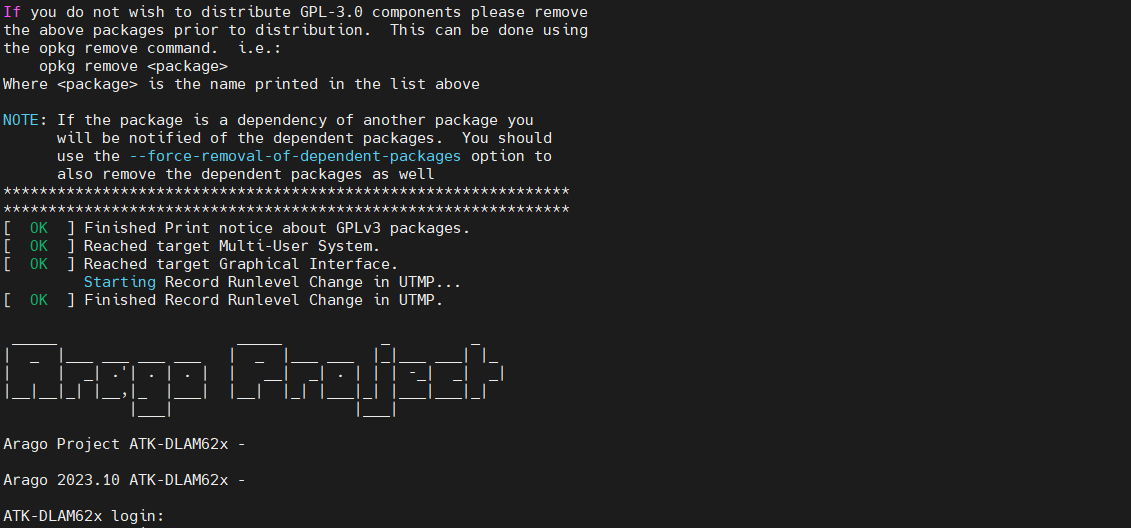 If you do not wish to distribute GPL-3.0 components please remove
the above packages prior to distribution.  This can be done using
the opkg remove command.  i.e.:
    opkg remove <package>
Where <package> is the name printed in the list above

NOTE: If the package is a dependency of another package you
      will be notified of the dependent packages.  You should
      use the --force-removal-of-dependent-packages option to
      also remove the dependent packages as well
***************************************************************
***************************************************************
[  OK  ] Finished Print notice about GPLv3 packages.
[  OK  ] Reached target Multi-User System.
[  OK  ] Reached target Graphical Interface.
         Starting Record Runlevel Change in UTMP...
[  OK  ] Finished Record Runlevel Change in UTMP.

Arago Project

Arago Project ATK-DLAM62x -

Arago 2023.10 ATK-DLAM62x -

ATK-DLAM62x login: